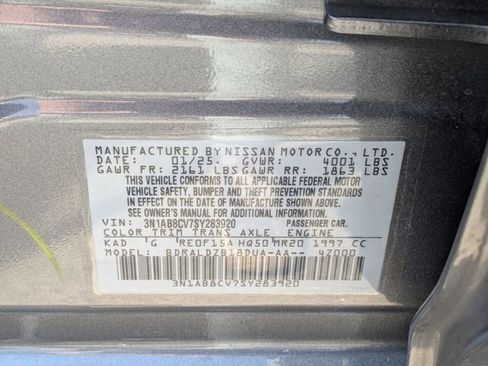 MANUFACTURED BY NISSAN MOTOR CO., LTD.
DATE: 01/25 GVWR: 4001 LBS
GAWR FR: 2161 LBS GAWR RR: 1863 LBS
THIS VEHICLE CONFORMS TO ALL APPLICABLE FEDERAL MOTOR
VEHICLE SAFETY, BUMPER, AND THEFT PREVENTION STANDARDS
IN EFFECT ON THE DATE OF MANUFACTURE SHOWN ABOVE.
SEE OWNER'S MANUAL FOR ADDITIONAL INFORMATION.
VIN: 3N1AB8CV7SY283920 PASSENGER CAR.
COLOR TRIM TRANS AXLE ENGINE
KAD G RE0F15A HQ50 MR20 1997 CC
MODEL: BDRALDZB18DUA-AA-- 4Z000
3N1AB8CV7SY283920